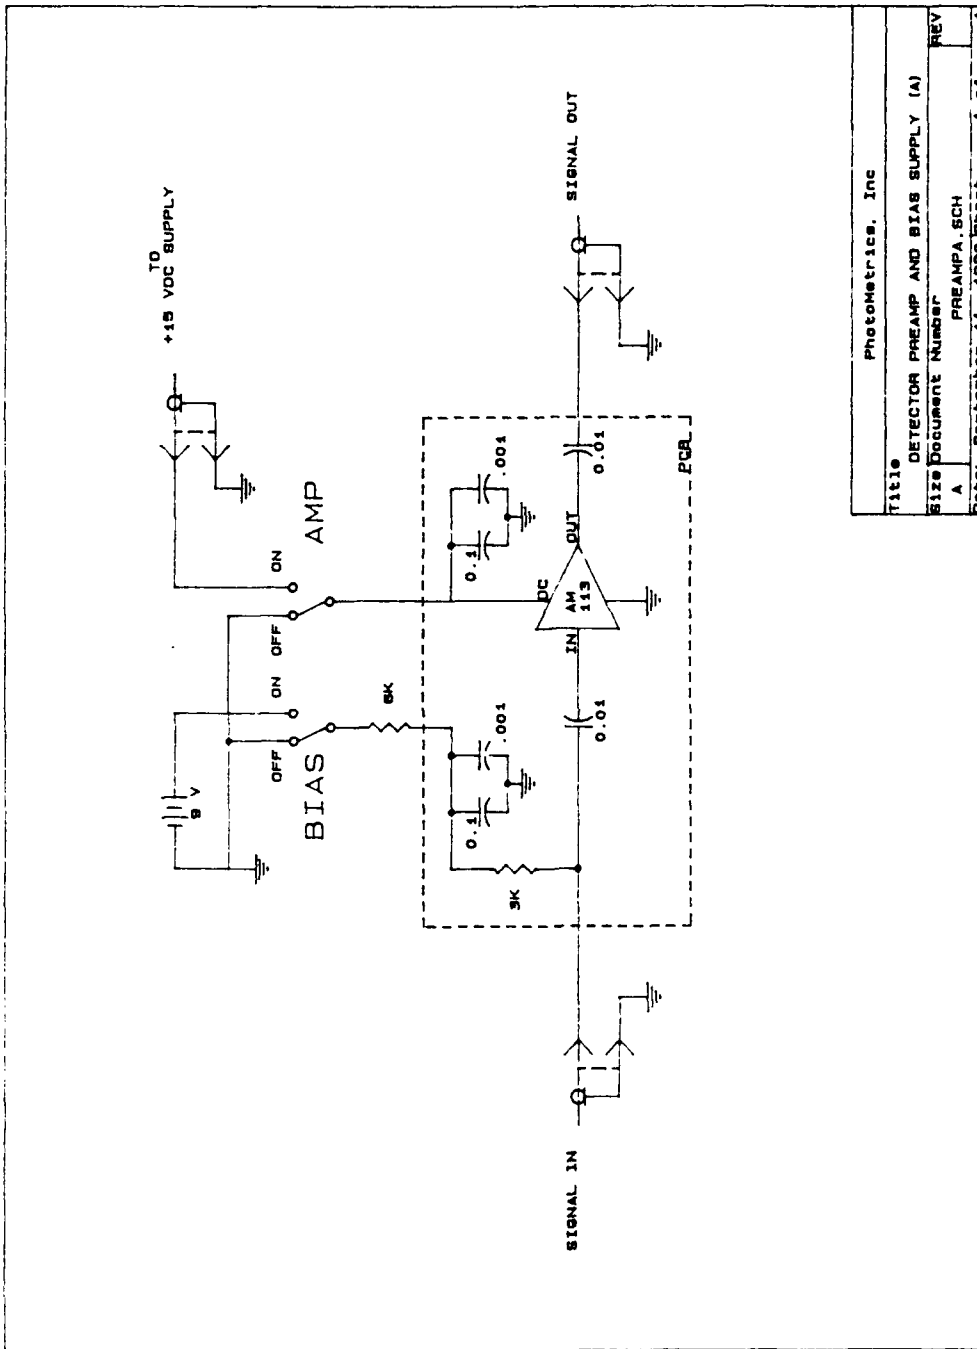 TO
+15 VDC SUPPLY
SIGNAL OUT
AMP
ON
OFF
ON
OFF
BIAS
9 V
.001
0.1
0.01
PCB
OUT
DC
AM
113
IN
.001
0.1
0.01
SIGNAL IN
PhotoMetrics, Inc
Title
DETECTOR PREAMP AND BIAS SUPPLY (A)
Size Document Number
REV
A
PREAMPA.SCH